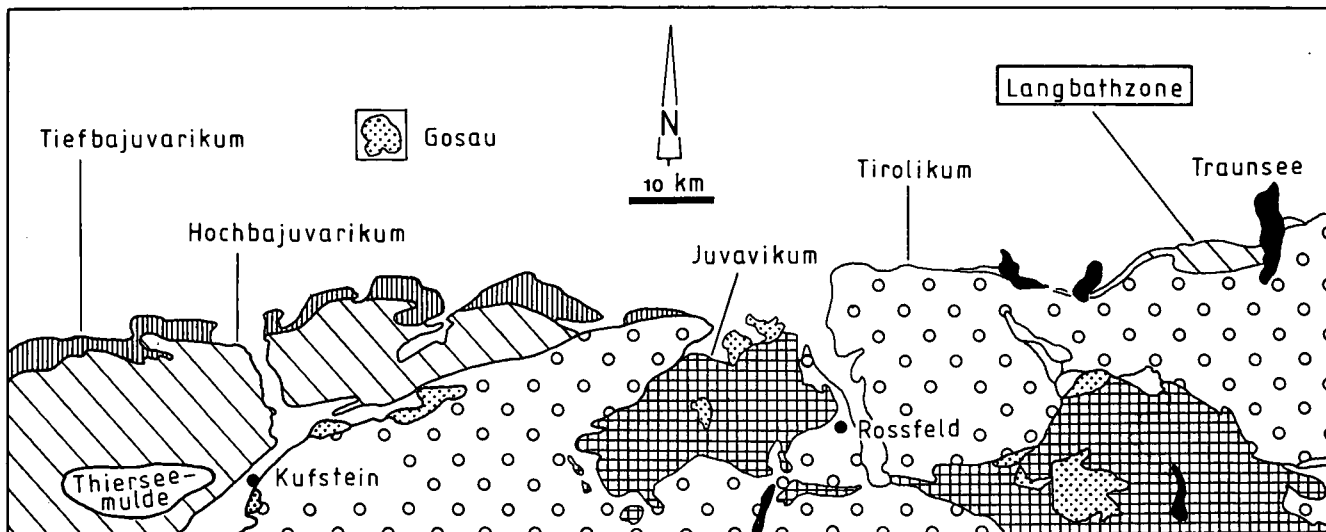 Langbathzone
Tiefbajuvarikum
Gosau
N
10 km
Tirolikum
Traunsee
Hochbajuvarikum
Juvavikum
Rossfeld
Kufstein
Thiersee-
mulde